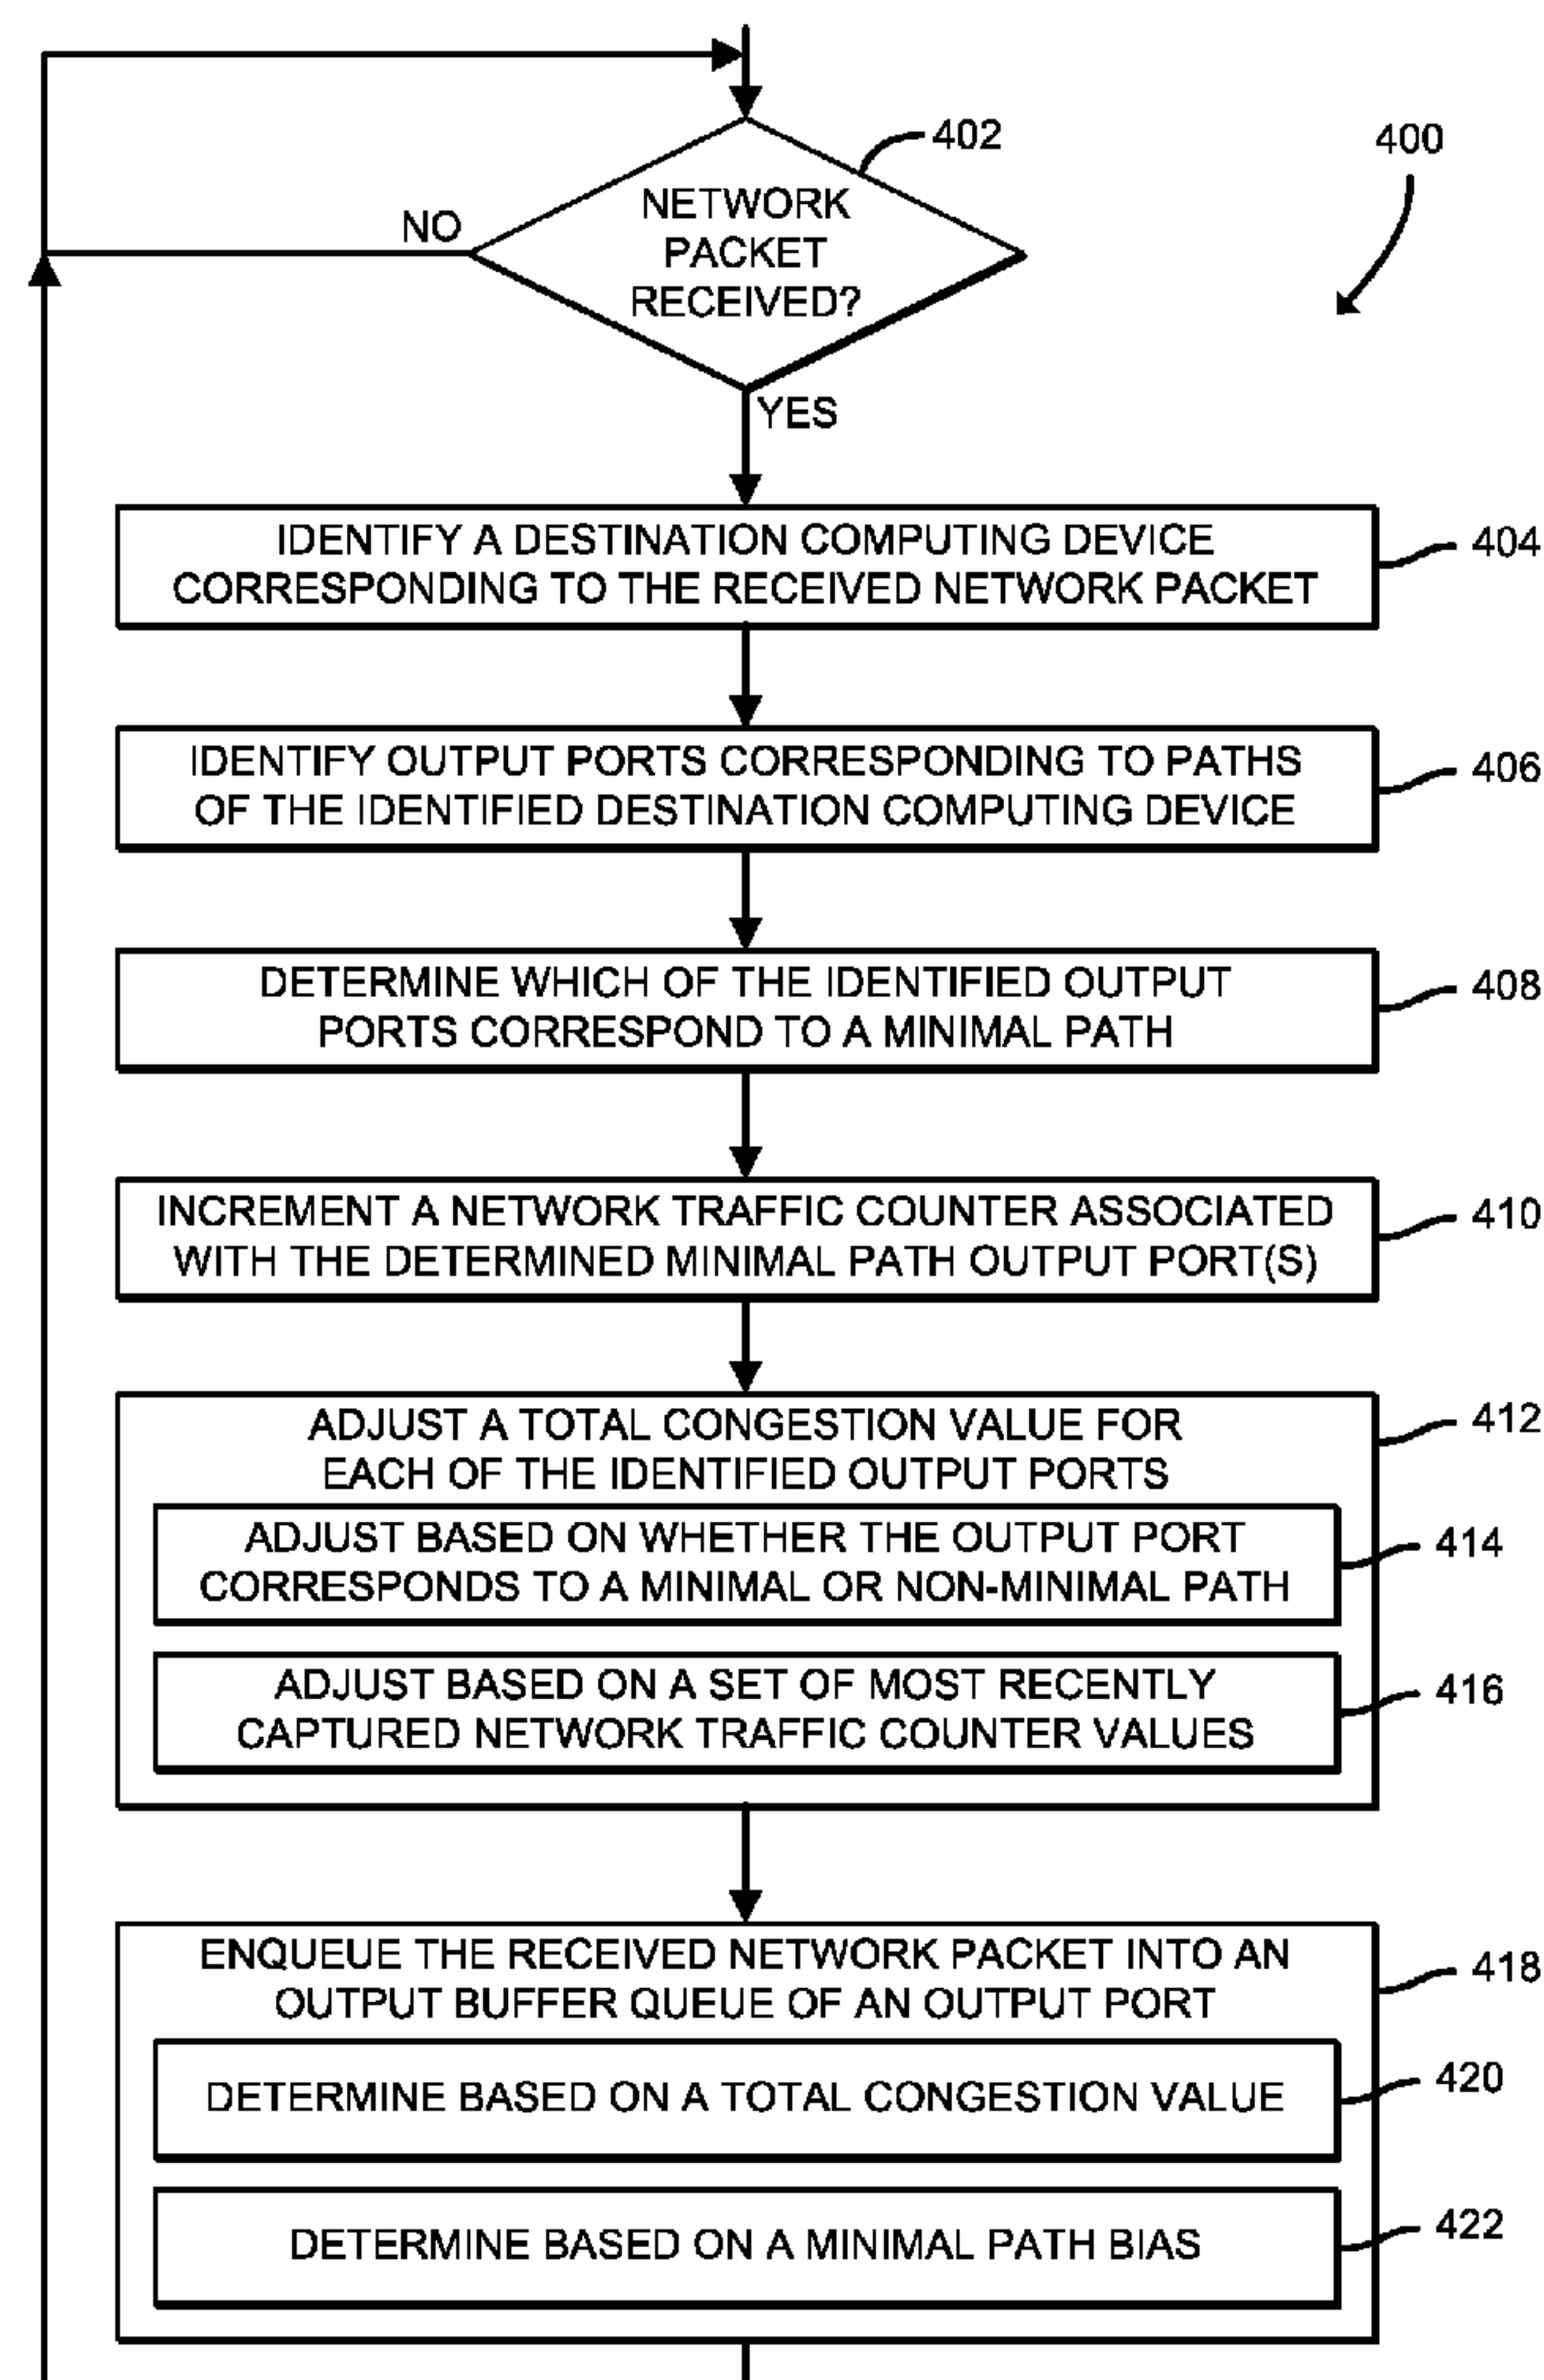 402
400
NETWORK
PACKET
RECEIVED?
NO
YES
IDENTIFY A DESTINATION COMPUTING DEVICE
CORRESPONDING TO THE RECEIVED NETWORK PACKET
404
IDENTIFY OUTPUT PORTS CORRESPONDING TO PATHS
OF THE IDENTIFIED DESTINATION COMPUTING DEVICE
406
DETERMINE WHICH OF THE IDENTIFIED OUTPUT
PORTS CORRESPOND TO A MINIMAL PATH
408
INCREMENT A NETWORK TRAFFIC COUNTER ASSOCIATED
WITH THE DETERMINED MINIMAL PATH OUTPUT PORT(S)
410
ADJUST A TOTAL CONGESTION VALUE FOR
EACH OF THE IDENTIFIED OUTPUT PORTS
412
ADJUST BASED ON WHETHER THE OUTPUT PORT
CORRESPONDS TO A MINIMAL OR NON-MINIMAL PATH
414
ADJUST BASED ON A SET OF MOST RECENTLY
CAPTURED NETWORK TRAFFIC COUNTER VALUES
416
ENQUEUE THE RECEIVED NETWORK PACKET INTO AN
OUTPUT BUFFER QUEUE OF AN OUTPUT PORT
418
DETERMINE BASED ON A TOTAL CONGESTION VALUE
420
DETERMINE BASED ON A MINIMAL PATH BIAS
422